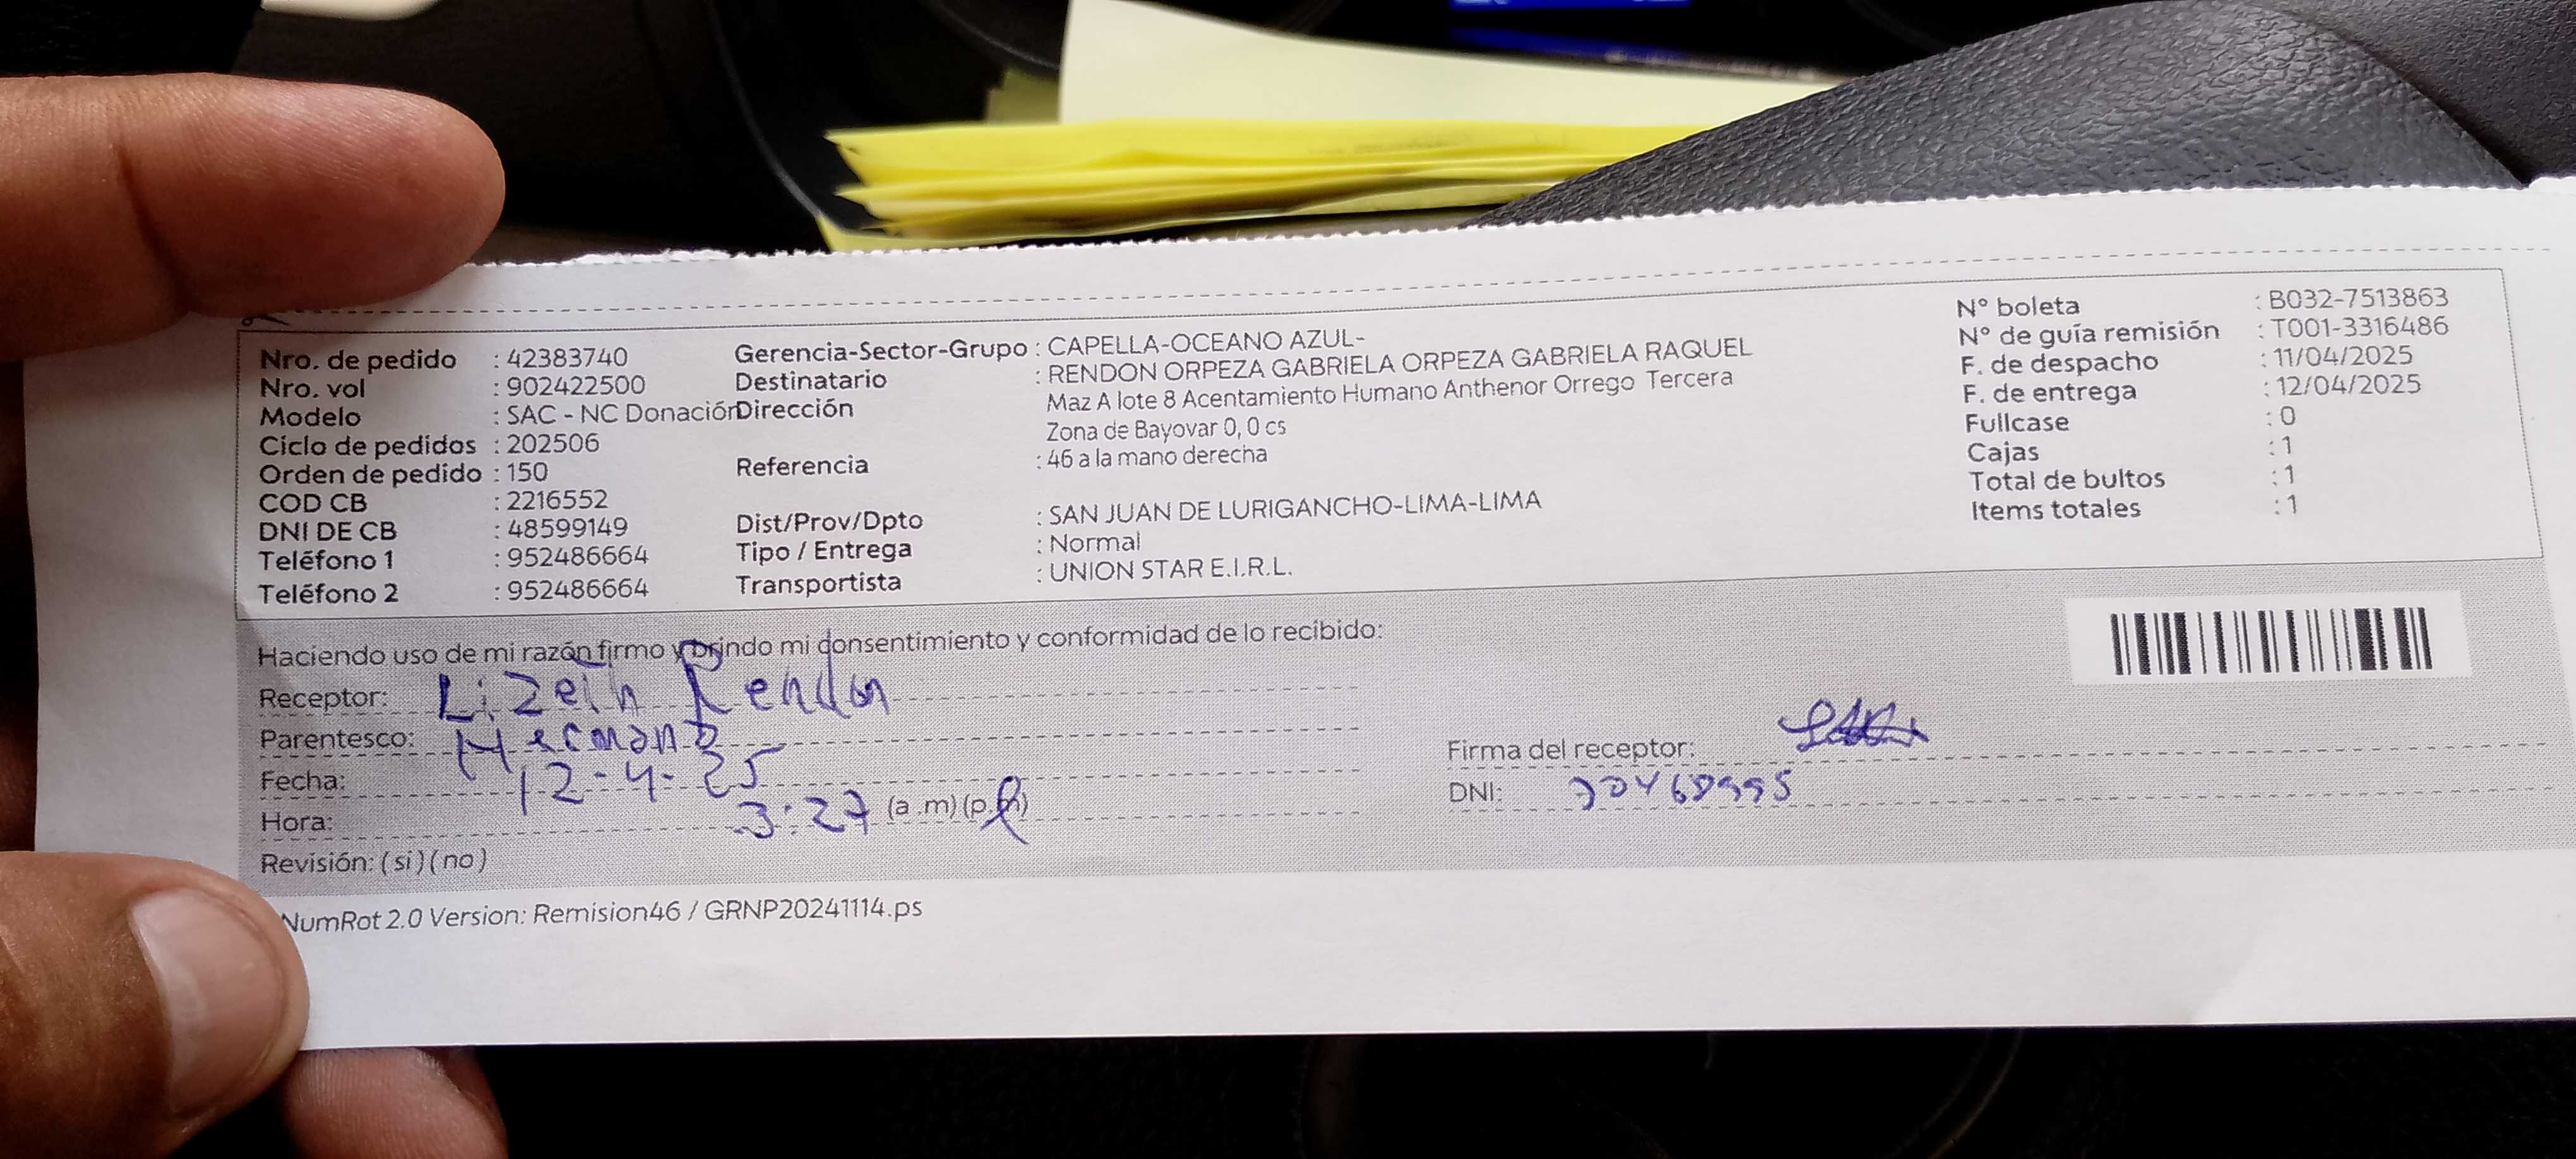 Nro. de pedido : 42383740
Nro. vol : 902422500
Modelo : SAC - NC Donación
Ciclo de pedidos : 202506
Orden de pedido : 150
COD CB : 2216552
DNI DE CB : 48599149
Teléfono 1 : 952486664
Teléfono 2 : 952486664
Gerencia-Sector-Grupo : CAPELLA-OCEANO AZUL-
Destinatario : RENDON ORPEZA GABRIELA ORPEZA GABRIELA RAQUEL
Dirección Maz A lote 8 Acentamiento Humano Anthenor Orrego Tercera
Zona de Bayovar 0, 0 cs
Referencia : 46 a la mano derecha
Dist/Prov/Dpto : SAN JUAN DE LURIGANCHO-LIMA-LIMA
Tipo / Entrega : Normal
Transportista : UNION STAR E.I.R.L.
N° boleta : B032-7513863
N° de guía remisión : T001-3316486
F. de despacho : 11/04/2025
F. de entrega : 12/04/2025
Fullcase : 0
Cajas : 1
Total de bultos : 1
Items totales : 1
Haciendo uso de mi razón firmo y brindo mi consentimiento y conformidad de lo recibido:
Receptor: Rendon
Parentesco: Hermana
Fecha: 12-4-25
Hora: 3:27 (a .m) (p.m)
Revisión: (si) (no)
Firma del receptor:
DNI:
NumRot 2.0 Version: Remision46 / GRNP20241114.ps